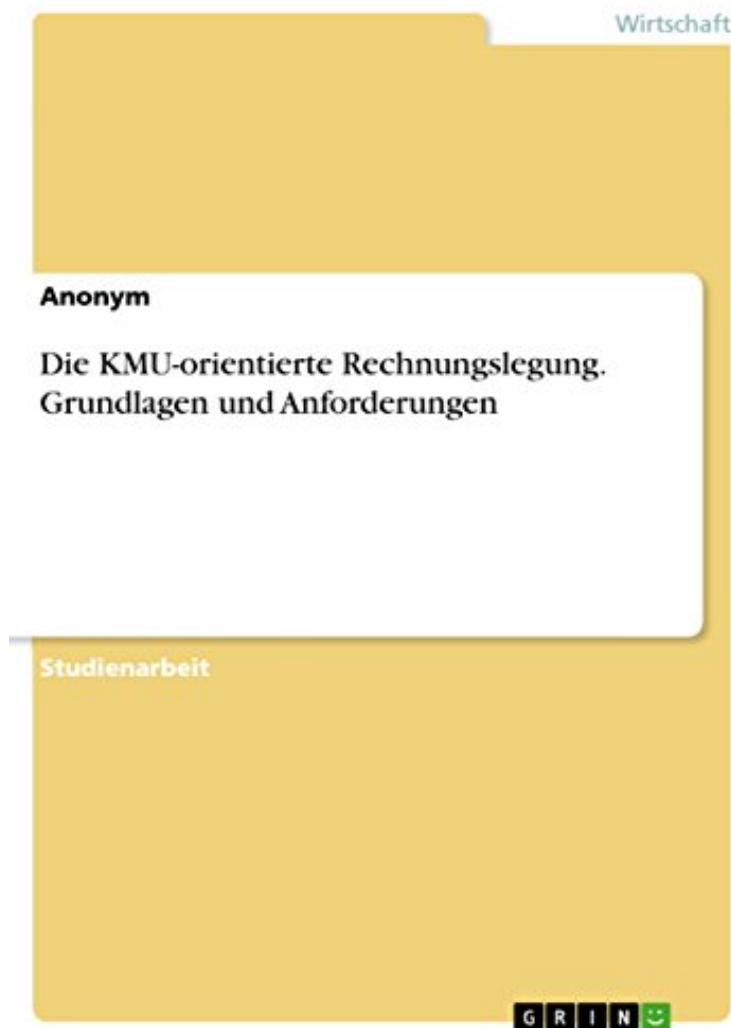 Wirtschaft
Anonym
Die KMU-orientierte Rechnungslegung.
Grundlagen und Anforderungen
Studienarbeit
GRIN